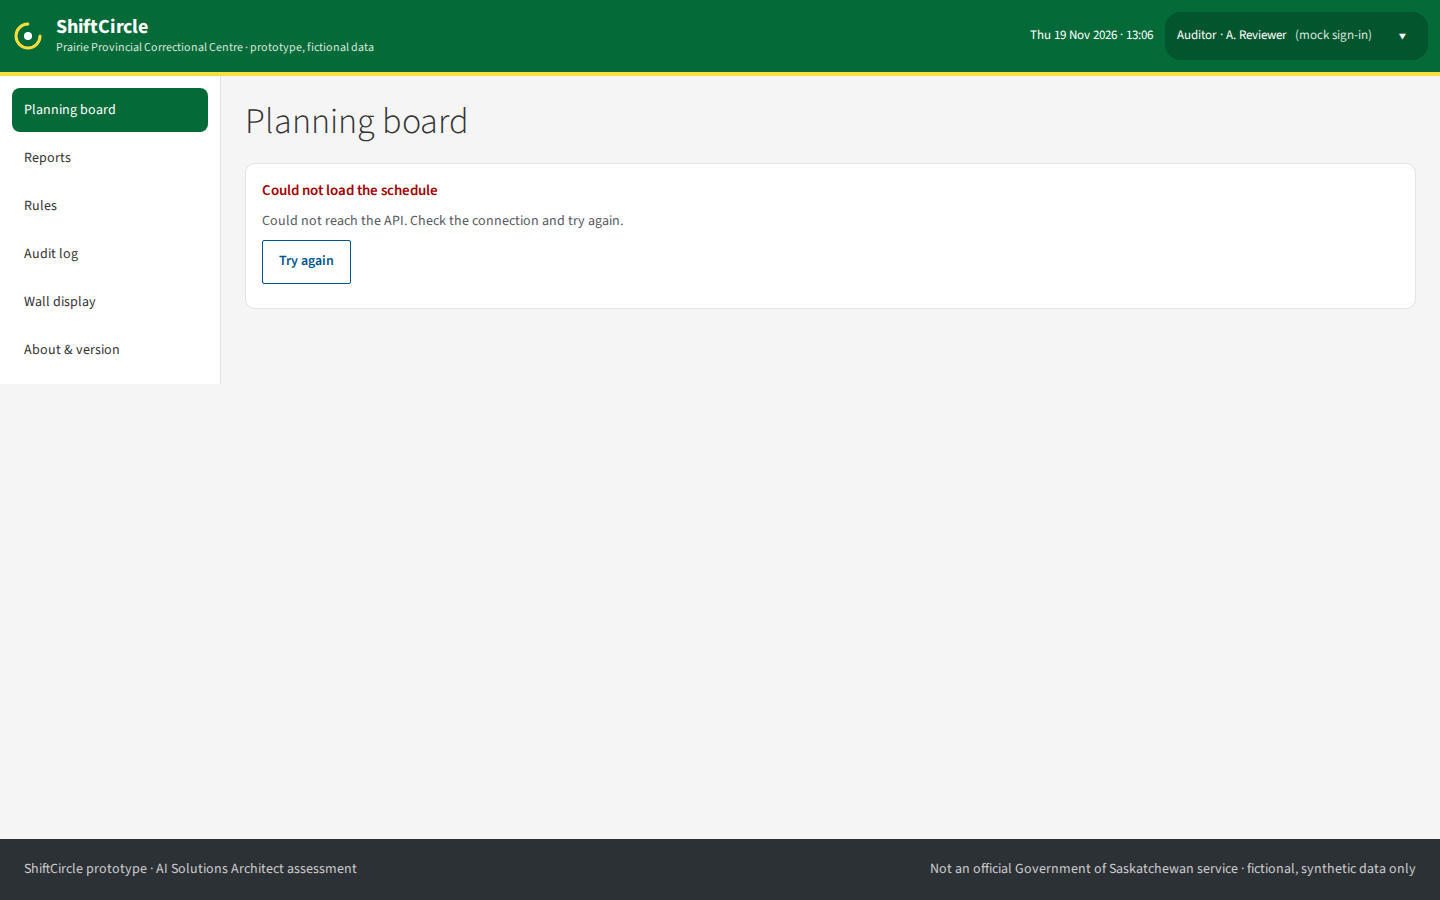 ShiftCircle
Prairie Provincial Correctional Centre · prototype, fictional data
Thu 19 Nov 2026 · 13:06
Auditor · A. Reviewer (mock sign-in) ▼
Planning board
Reports
Rules
Audit log
Wall display
About & version
Planning board
Could not load the schedule
Could not reach the API. Check the connection and try again.
Try again
ShiftCircle prototype · AI Solutions Architect assessment
Not an official Government of Saskatchewan service · fictional, synthetic data only